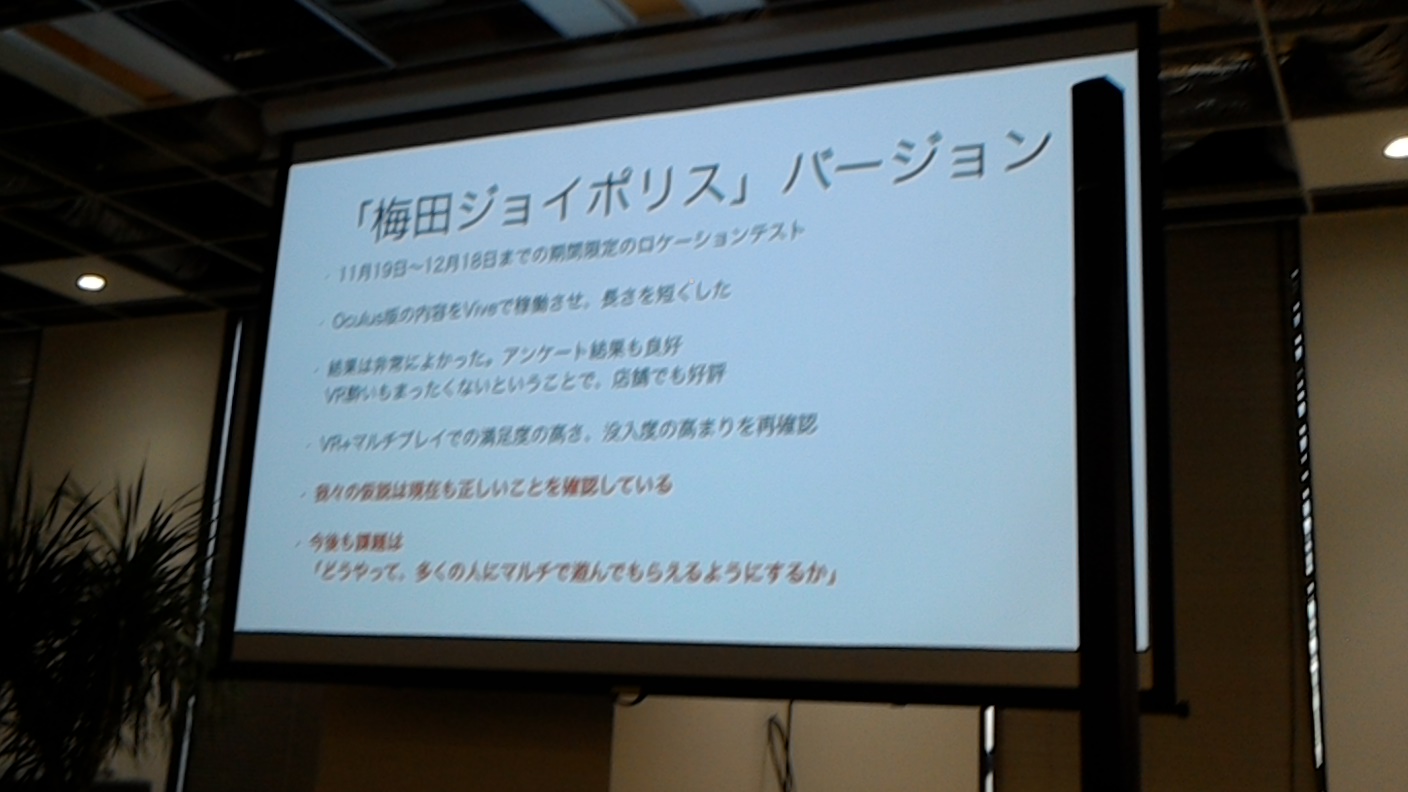 「梅田ジョイポリス」バージョン
・11月19日～12月18日までの期間限定のロケーションテスト
・Oculus版の内容をViveで稼働させ、長さを短くした
・結果は非常によかった。アンケート結果も良好
VR酔いもまったくないということで、店舗でも好評
・VR+マルチプレイでの満足度の高さ、没入度の高まりを再確認
・我々の仮説は現在も正しいことを確認している
・今後も課題は
「どうやって、多くの人にマルチで遊んでもらえるようにするか」